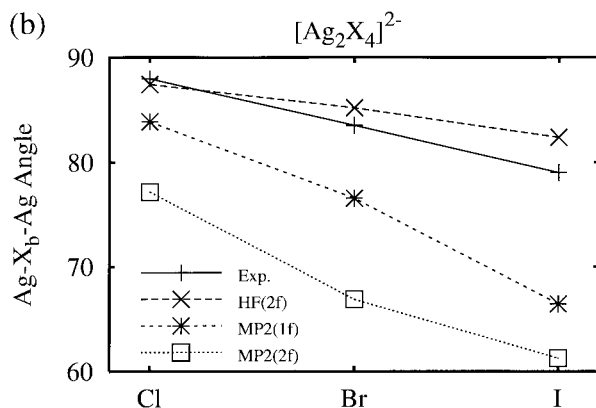 (b)
[Ag2X4]2-
90
80
70
60
Ag-Xb-Ag Angle
Exp.
HF(2f)
MP2(1f)
MP2(2f)
Cl Br I